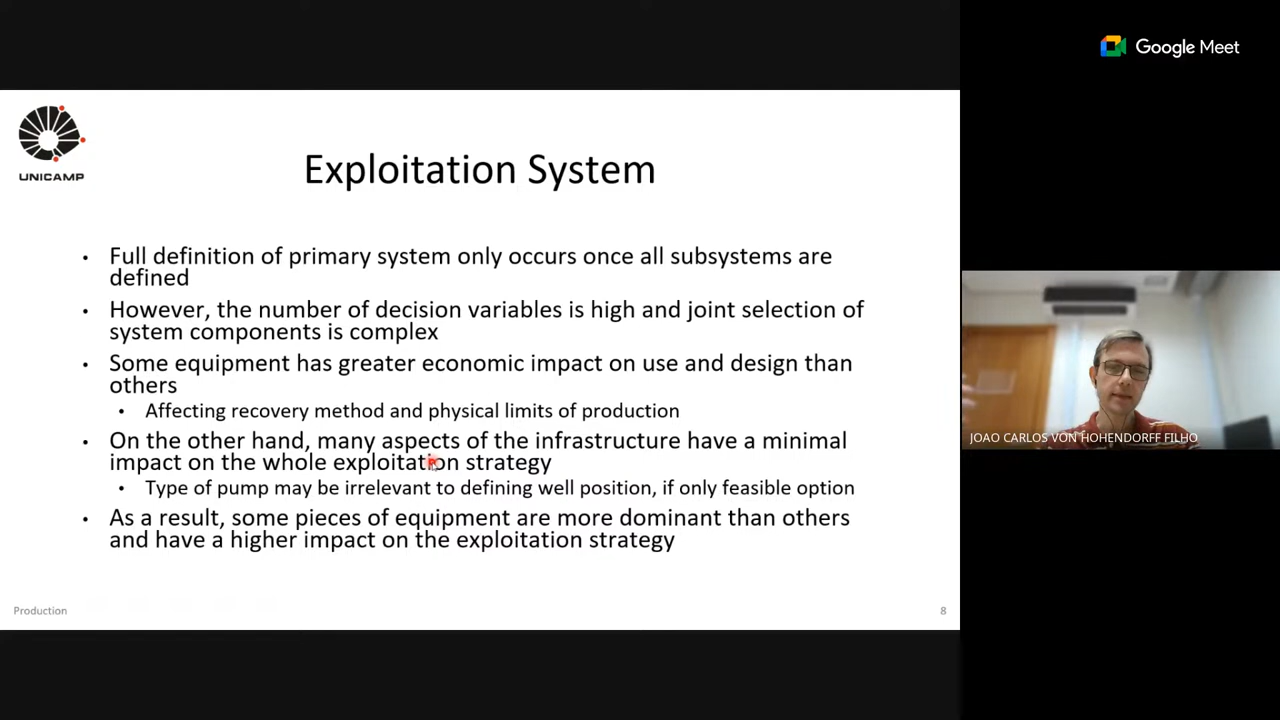 Google Meet
UNICAMP
Exploitation System
• Full definition of primary system only occurs once all subsystems are
defined
• However, the number of decision variables is high and joint selection of
system components is complex
• Some equipment has greater economic impact on use and design than
others
• Affecting recovery method and physical limits of production
• On the other hand, many aspects of the infrastructure have a minimal
impact on the whole exploitation strategy
• Type of pump may be irrelevant to defining well position, if only feasible option
• As a result, some pieces of equipment are more dominant than others
and have a higher impact on the exploitation strategy
JOAO CARLOS VON HOHENDORFF FILHO
Production
8